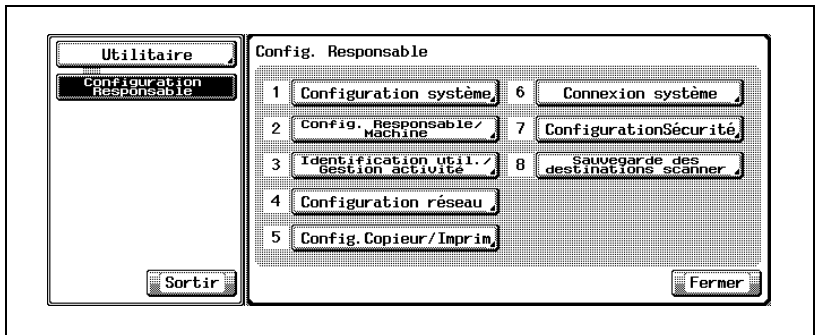 Utilitaire
Configuration
Responsable
Sortir
Config. Responsable
1 Configuration système
2 Config. Responsable/
Machine
3 Identification util./
Gestion activité
4 Configuration réseau
5 Config.Copieur/Imprim
6 Connexion système
7 ConfigurationSécurité
8 Sauvegarde des
destinations scanner
Fermer